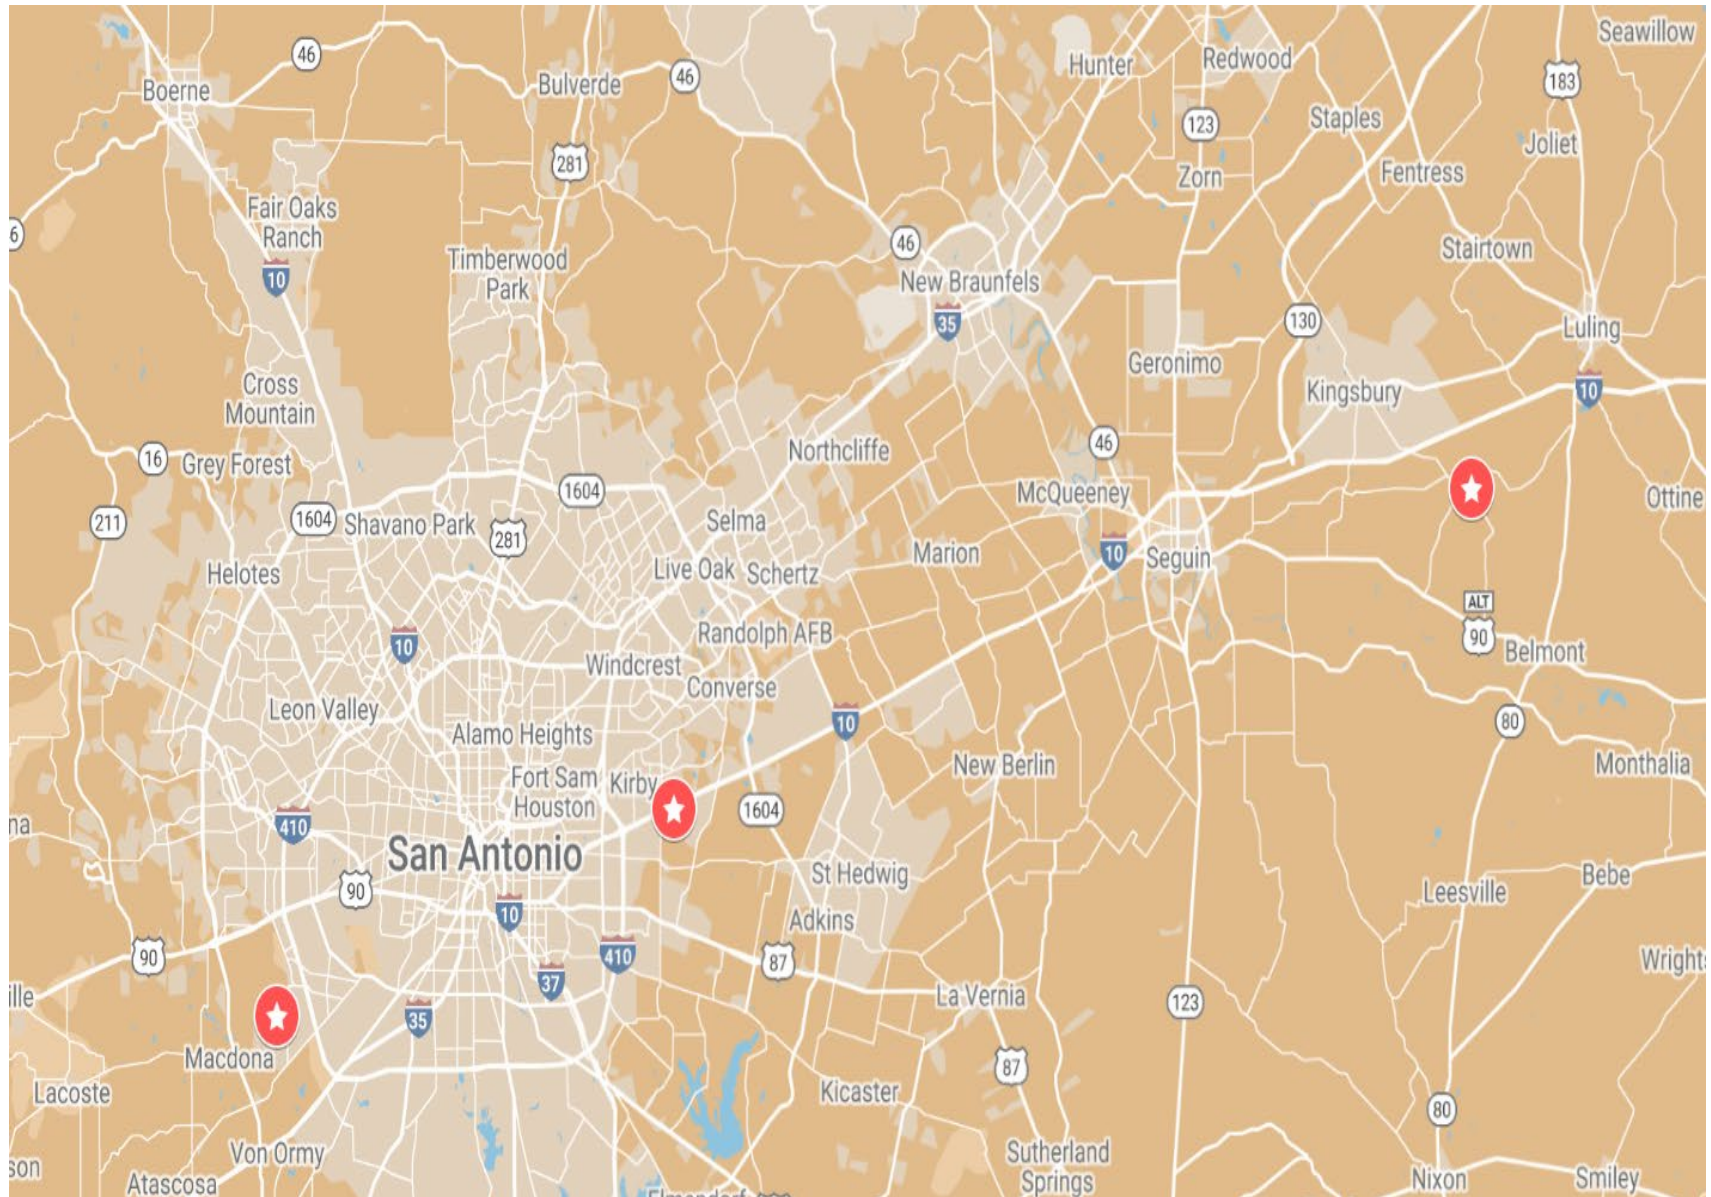 Seawillow
46
Hunter
Redwood
Boerne
Bulverde
46
183
123
Staples
Joliet
281
Zorn
Fentress
Fair Oaks
Ranch
46
Stairtown
Timberwood
Park
10
New Braunfels
35
130
Luling
Geronimo
Cross
Mountain
Kingsbury
10
16
Grey Forest
Northcliffe
46
1604
McQueeney
Ottine
211
1604
Shavano Park
281
Selma
Marion
10
Seguin
Helotes
Live Oak
Schertz
ALT
90
10
Randolph AFB
Belmont
Windcrest
Converse
Leon Valley
10
80
Alamo Heights
New Berlin
Monthalia
Fort Sam
Houston
Kirby
1604
410
San Antonio
St Hedwig
Bebe
90
Leesville
10
Adkins
90
410
87
37
La Vernia
123
35
Macdona
87
Lacoste
Kicaster
80
Von Ormy
Sutherland
Springs
Atascosa
Nixon
Smiley